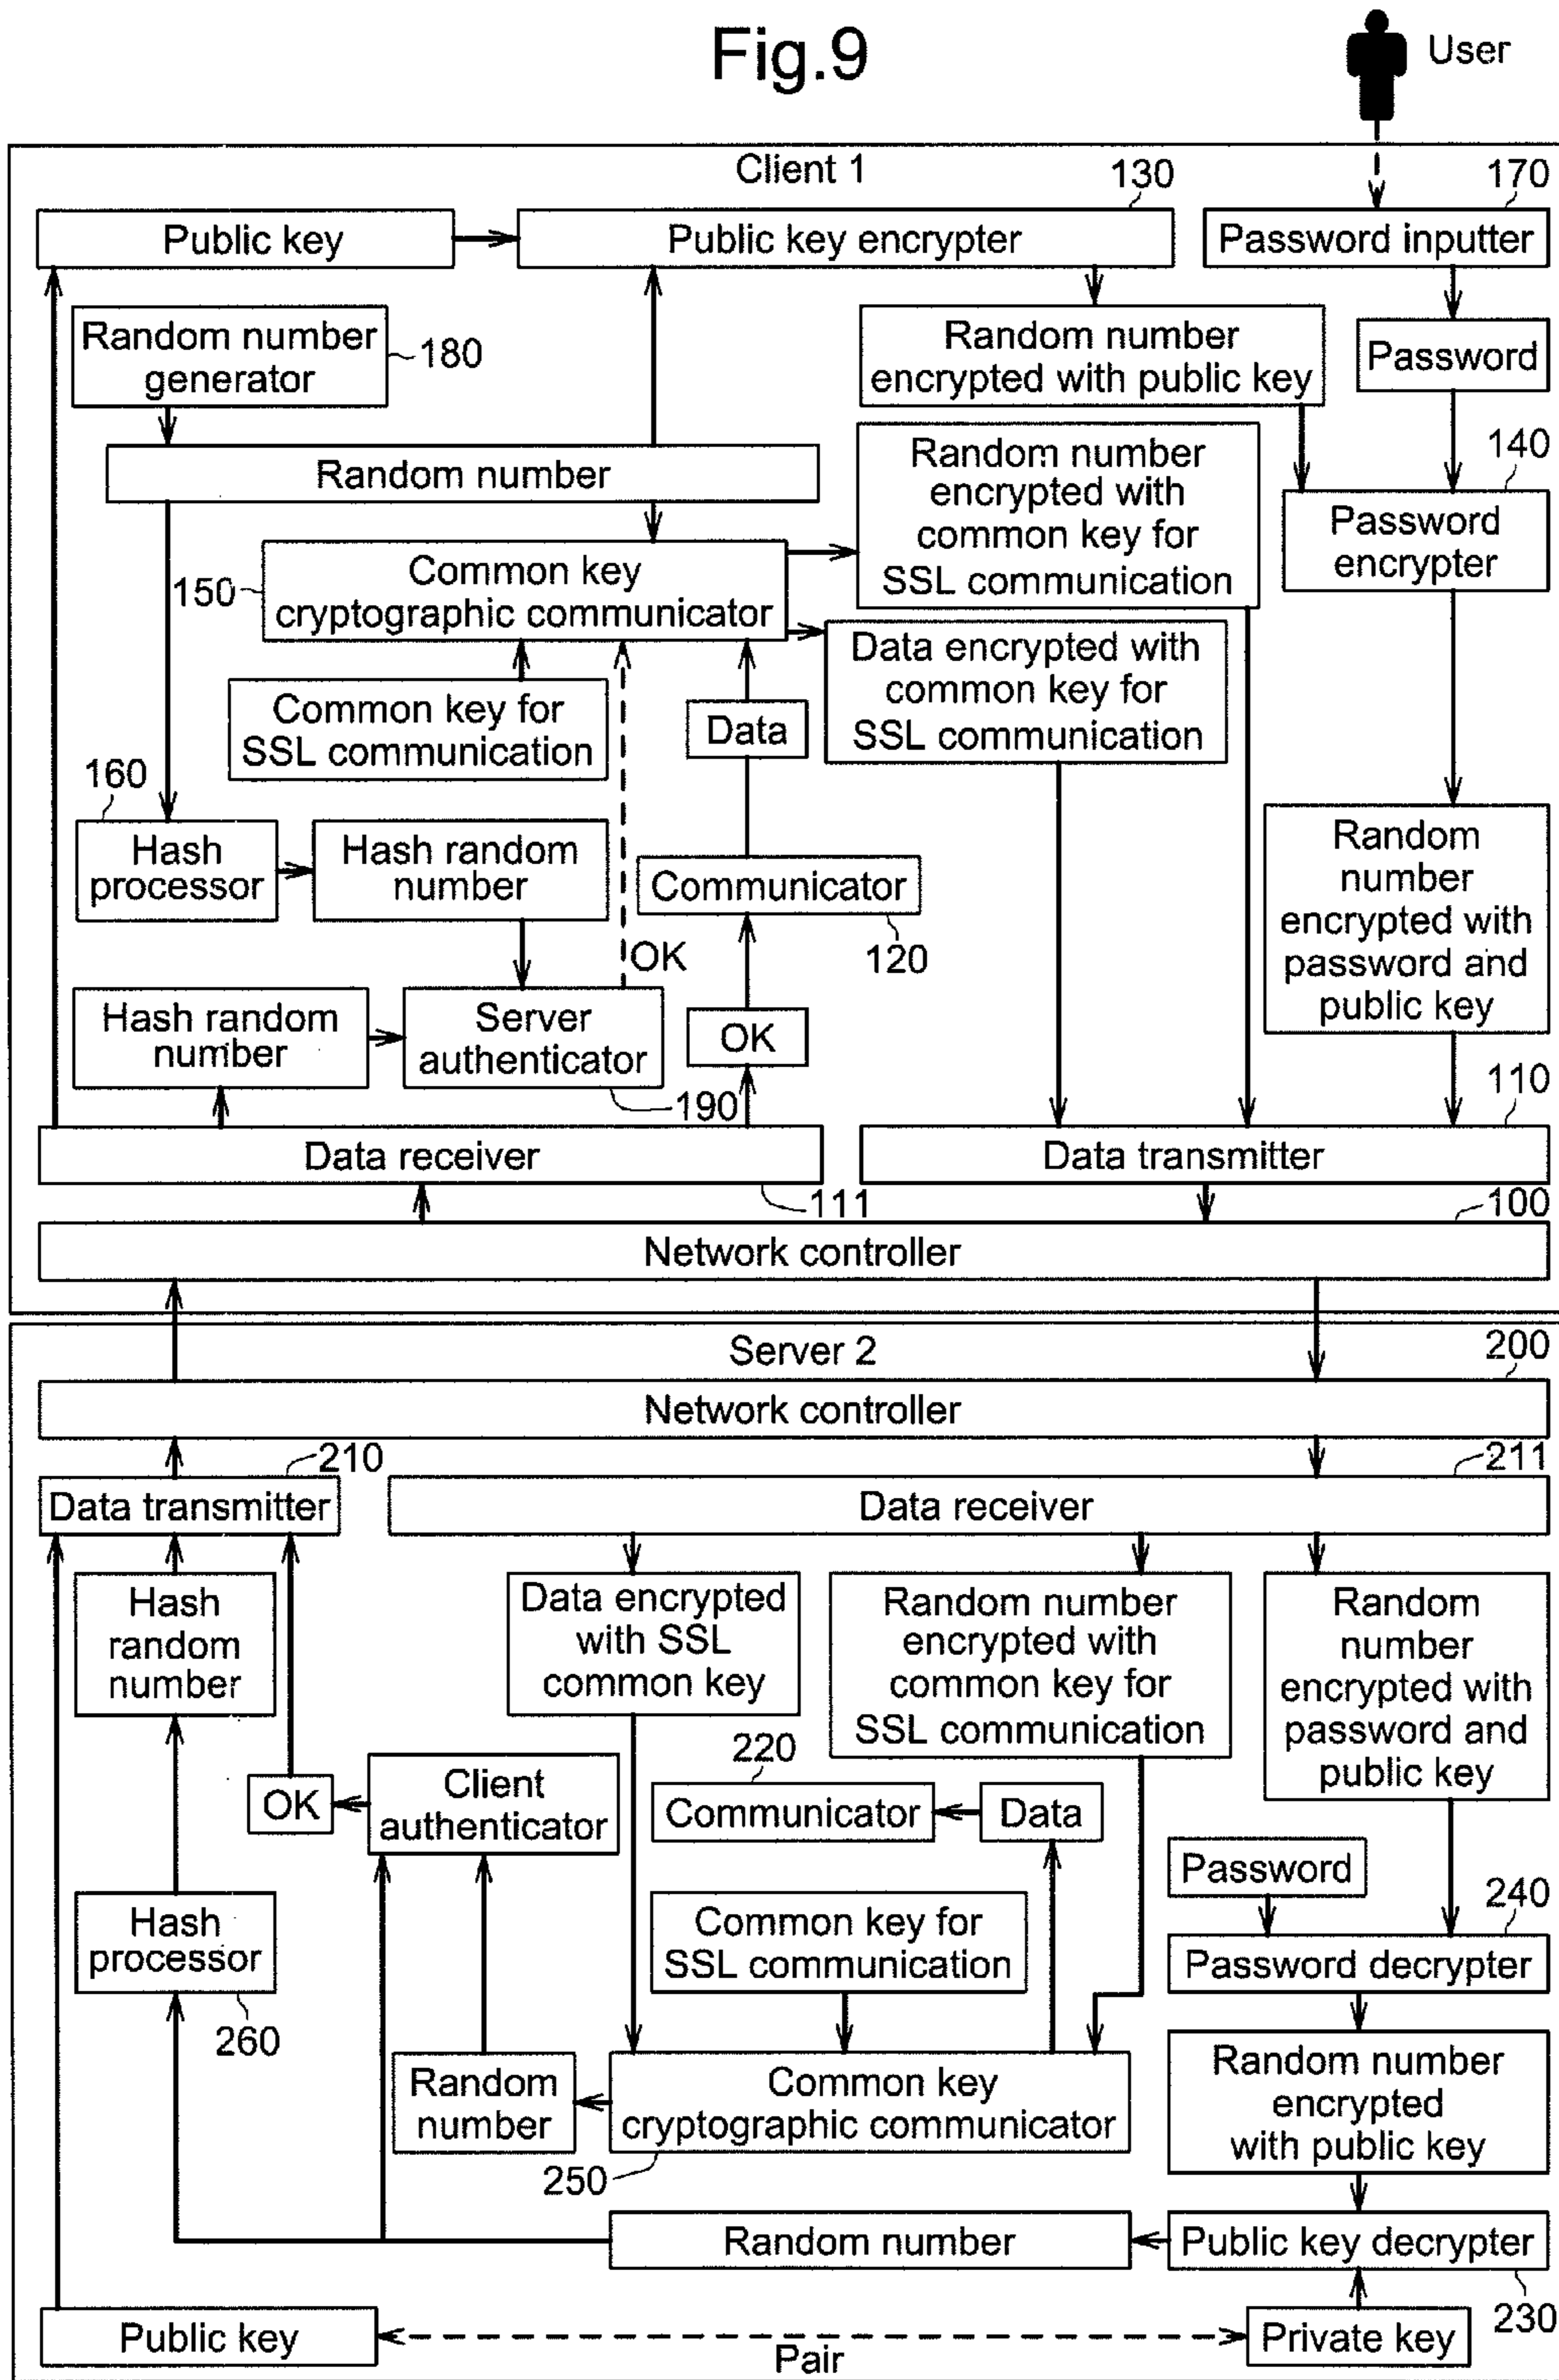 Fig.9
User
Client 1
130
170
Public key
Public key encrypter
Password inputter
Random number
generator
180
Random number
encrypted with public key
Password
140
Random number
Random number
encrypted with
common key for
SSL communication
Password
encrypter
150
Common key
cryptographic communicator
Data encrypted with
common key for
SSL communication
Common key for
SSL communication
Data
160
Hash
processor
Hash random
number
Communicator
120
Random
number
encrypted with
password and
public key
OK
Hash random
number
Server
authenticator
190
OK
110
Data receiver
111
Data transmitter
100
Network controller
Server 2
200
Network controller
210
211
Data transmitter
Data receiver
Hash
random
number
Data encrypted
with SSL
common key
Random number
encrypted with
common key for
SSL communication
Random
number
encrypted with
password and
public key
OK
Client
authenticator
220
Communicator
Data
Password
240
Hash
processor
260
Common key for
SSL communication
Password decrypter
Random
number
Common key
cryptographic communicator
250
Random number
encrypted
with public key
Random number
Public key decrypter
230
Public key
Pair
Private key